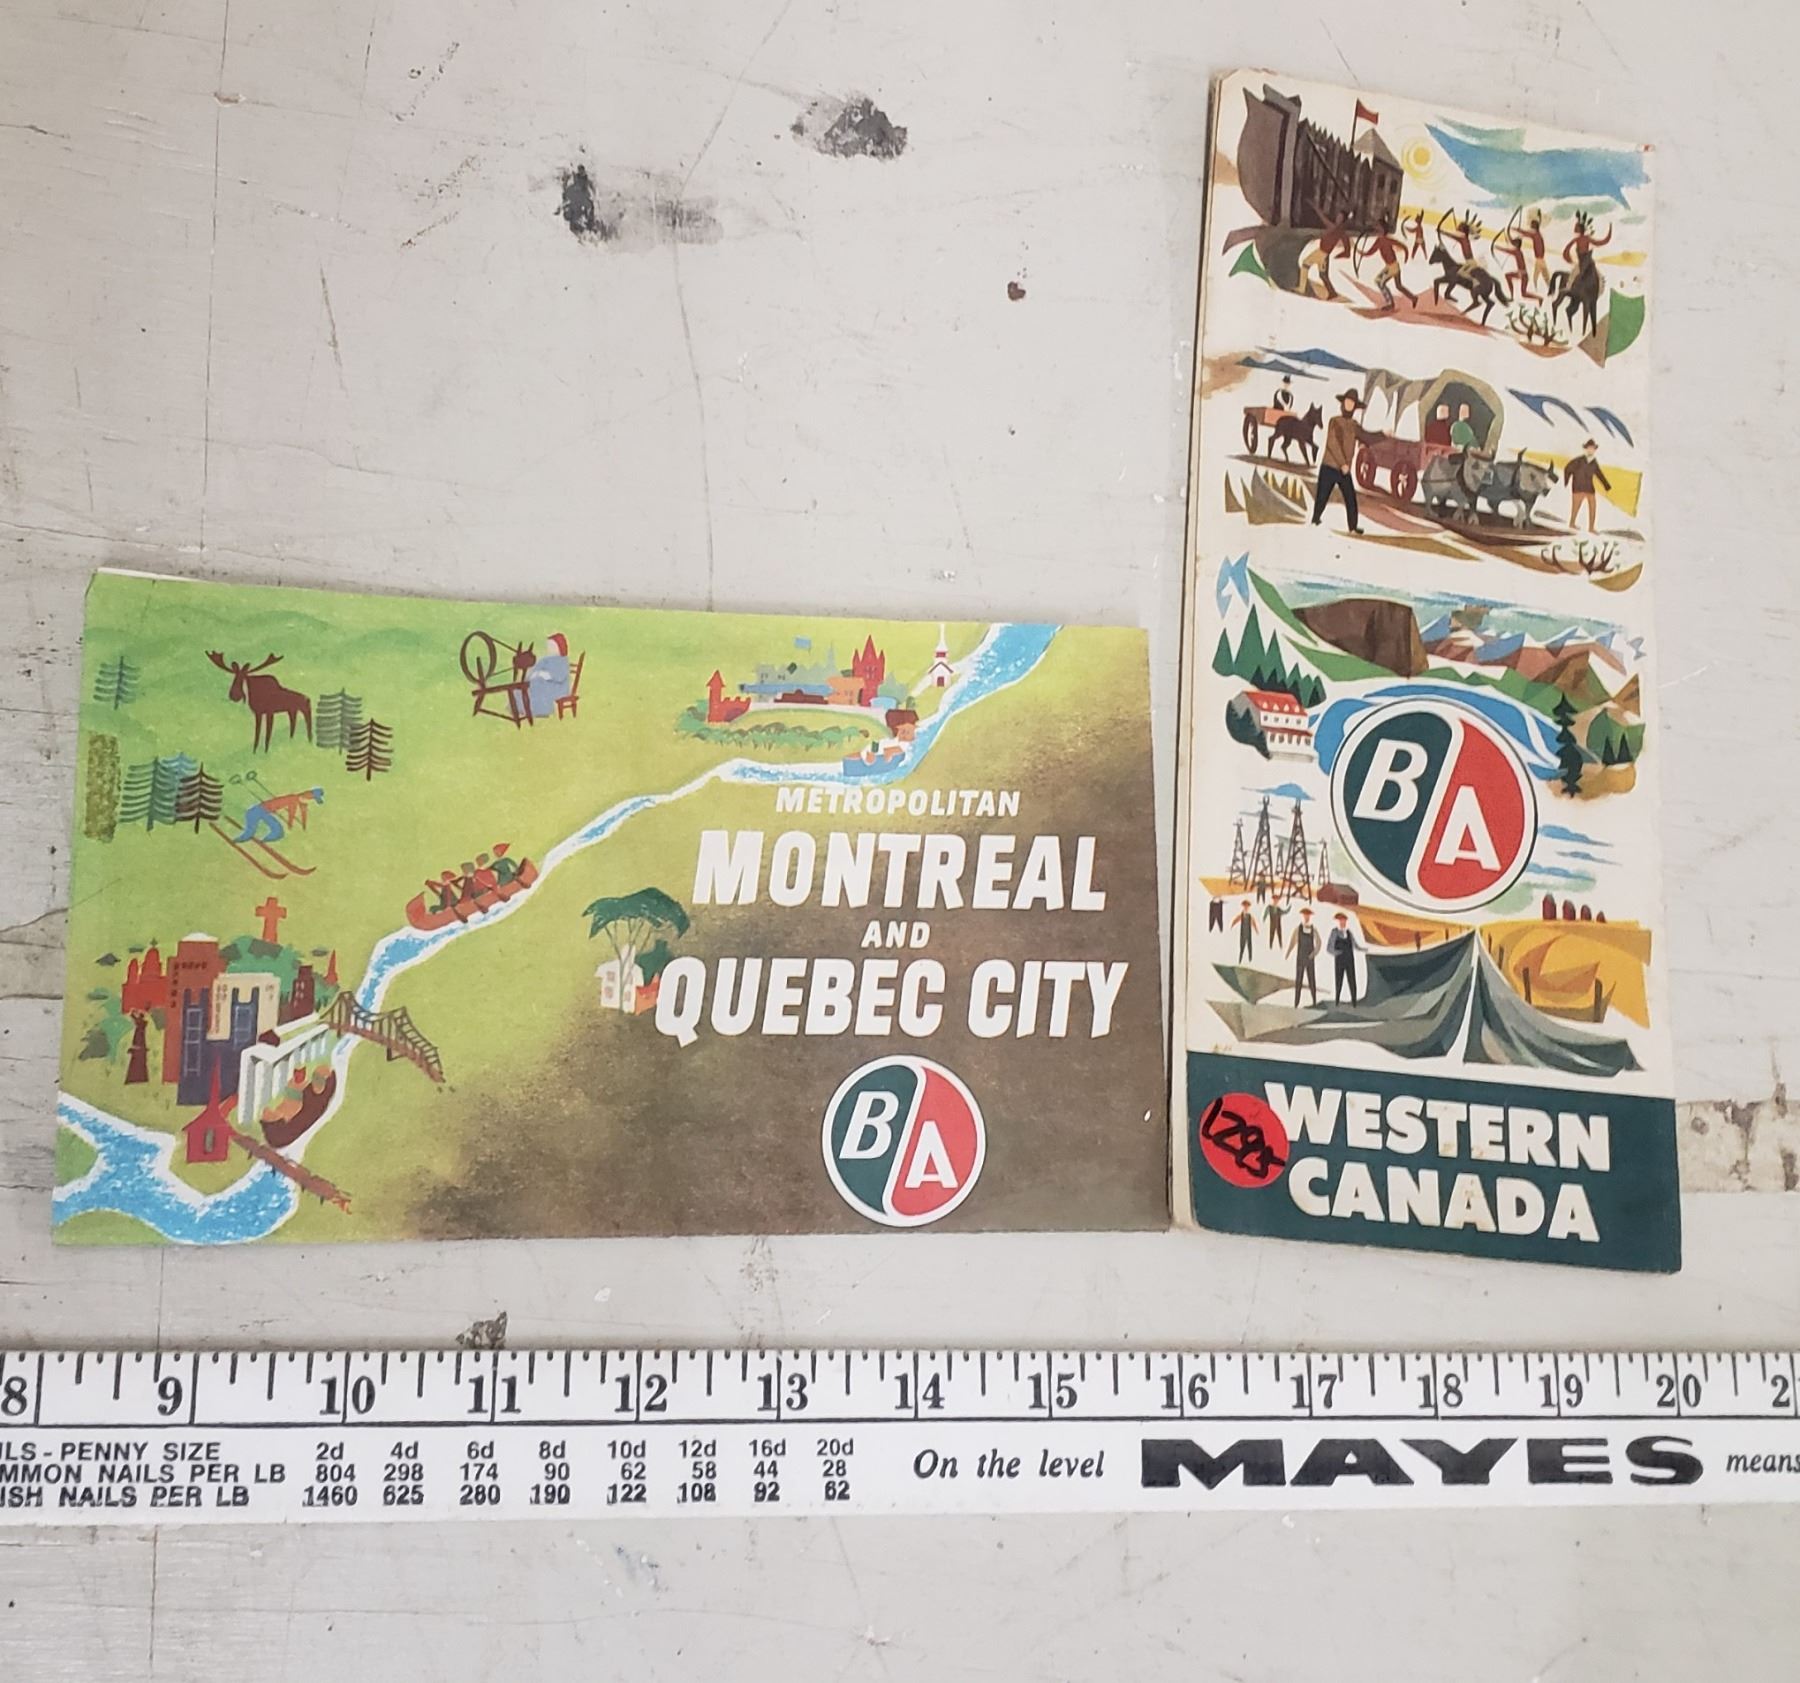 METROPOLITAN
MONTREAL
AND
QUEBEC CITY
BA
BA
WESTERN
CANADA
1295
8 9 10 11 12 13 14 15 16 17 18 19 20 2
ILS - PENNY SIZE 2d 4d 6d 8d 10d 12d 16d 20d
MMON NAILS PER LB 804 298 174 90 62 58 44 28
ISH NAILS PER LB 1460 625 280 190 122 108 92 62
On the level MAYES means